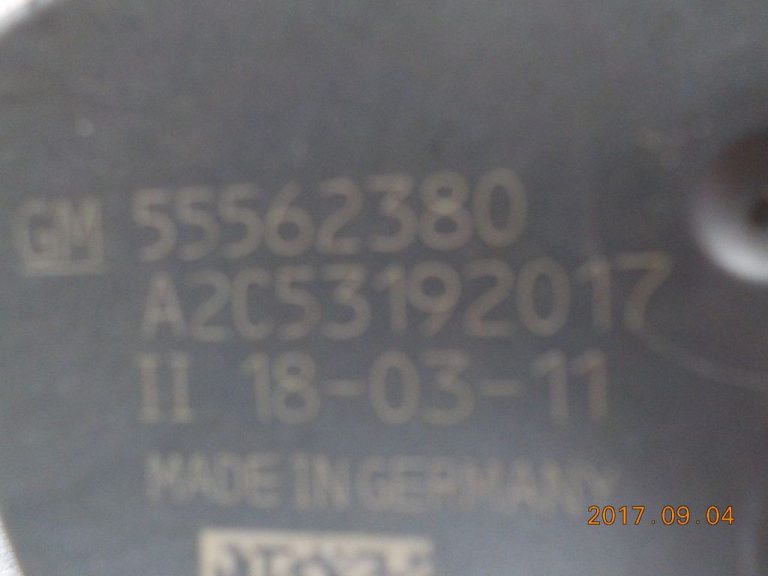 GM 55562380
A2C53192017
II 18-03-11
MADE IN GERMANY
2017.09.04